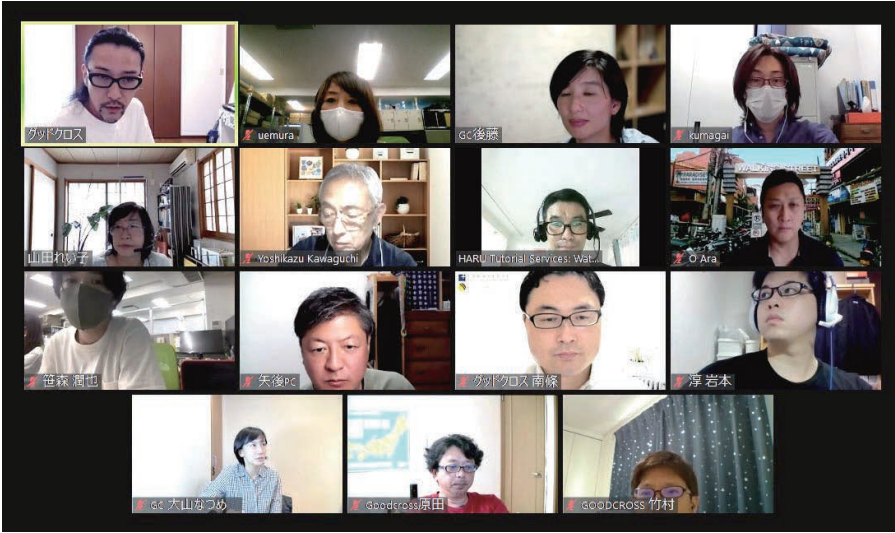 グッドクロス
uemura
GC後藤
kumagai
山田れい子
Yoshikazu Kawaguchi
HARU Tutorial Services: Wat...
O Ara
WALKING STREET
笹森 潤也
矢後PC
グッドクロス 南條
淳 岩本
GC 大山なつめ
Goodcross原田
GOODCROSS 竹村